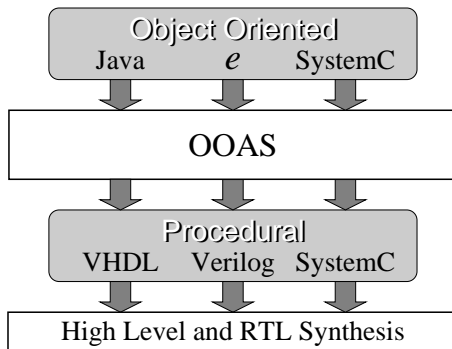 Object Oriented
Java e SystemC
OOAS
Procedural
VHDL Verilog SystemC
High Level and RTL Synthesis